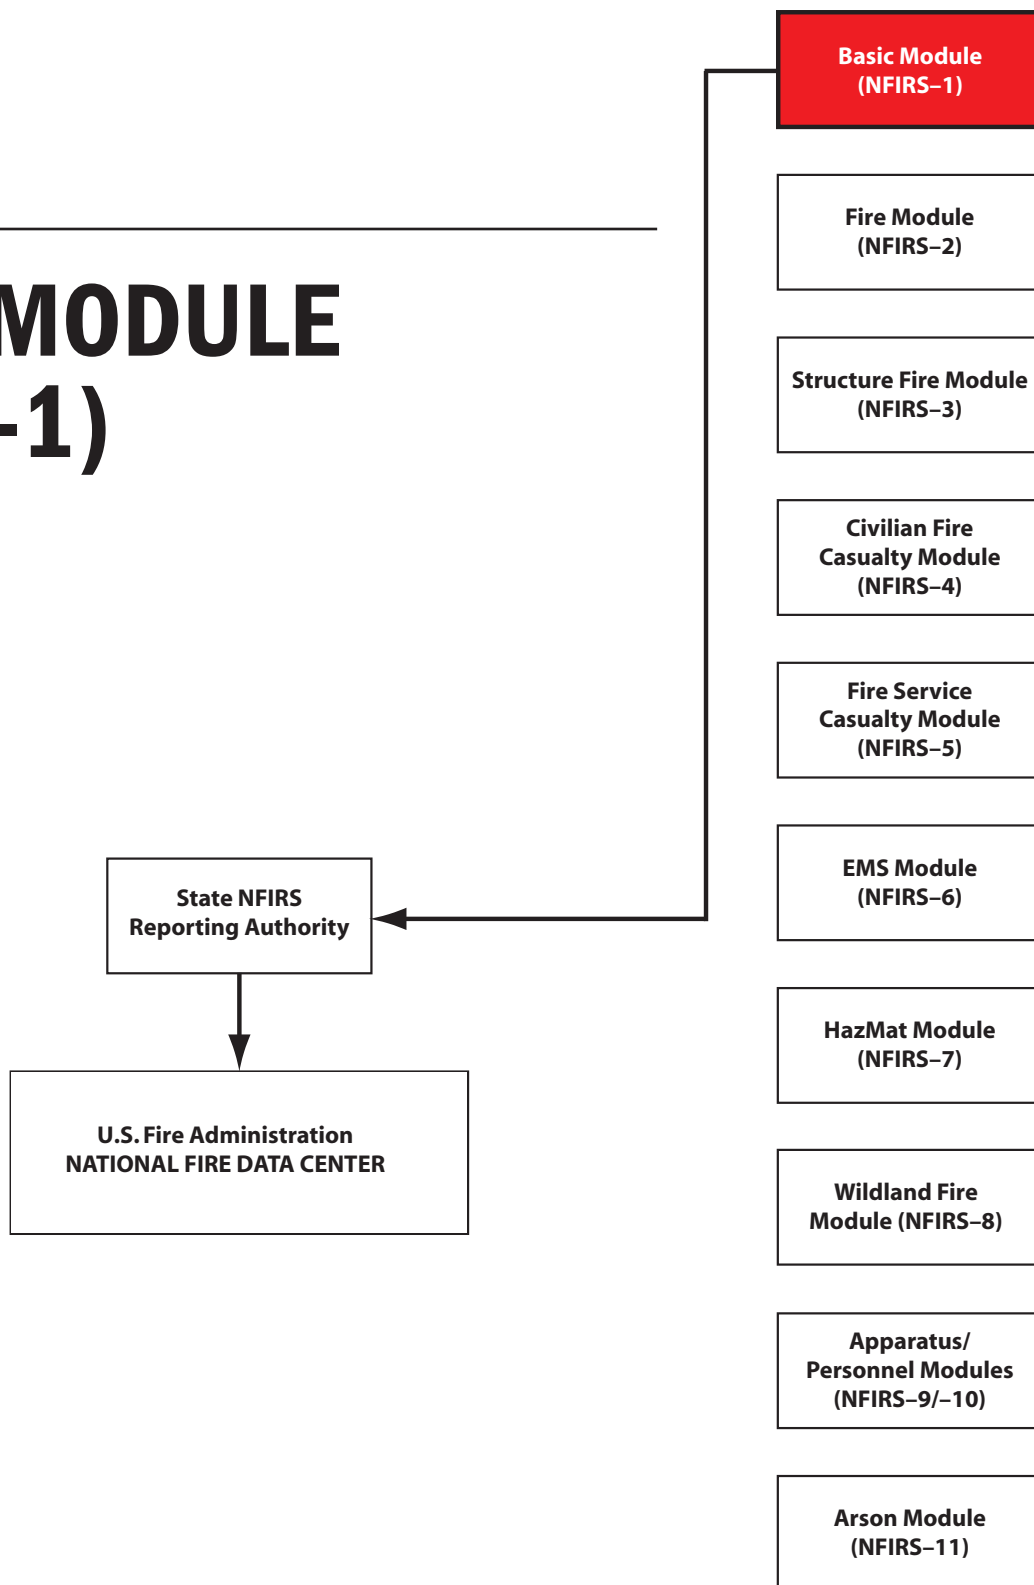 MODULE
-1)
Basic Module
(NFIRS–1)
Fire Module
(NFIRS–2)
Structure Fire Module
(NFIRS–3)
Civilian Fire
Casualty Module
(NFIRS–4)
Fire Service
Casualty Module
(NFIRS–5)
EMS Module
(NFIRS–6)
State NFIRS
Reporting Authority
HazMat Module
(NFIRS–7)
U.S. Fire Administration
NATIONAL FIRE DATA CENTER
Wildland Fire
Module (NFIRS–8)
Apparatus/
Personnel Modules
(NFIRS–9/–10)
Arson Module
(NFIRS–11)